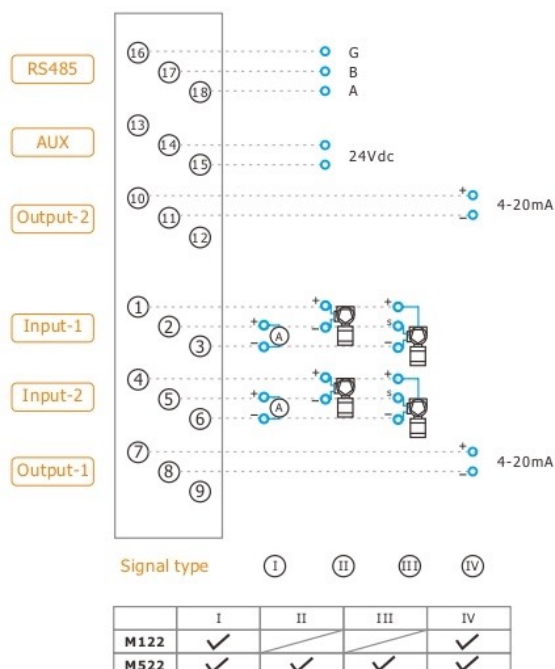 RS485
16
17
18
G
B
A
AUX
13
14
15
24Vdc
Output-2
10
11
12
+
-
4-20mA
Input-1
1
2
3
+
-
A
+
-
+
s
-
Input-2
4
5
6
+
-
A
+
-
+
s
-
Output-1
7
8
9
+
-
4-20mA
Signal type
I
II
III
IV
I II III IV
M122 ✓ ✓
M522 ✓ ✓ ✓ ✓